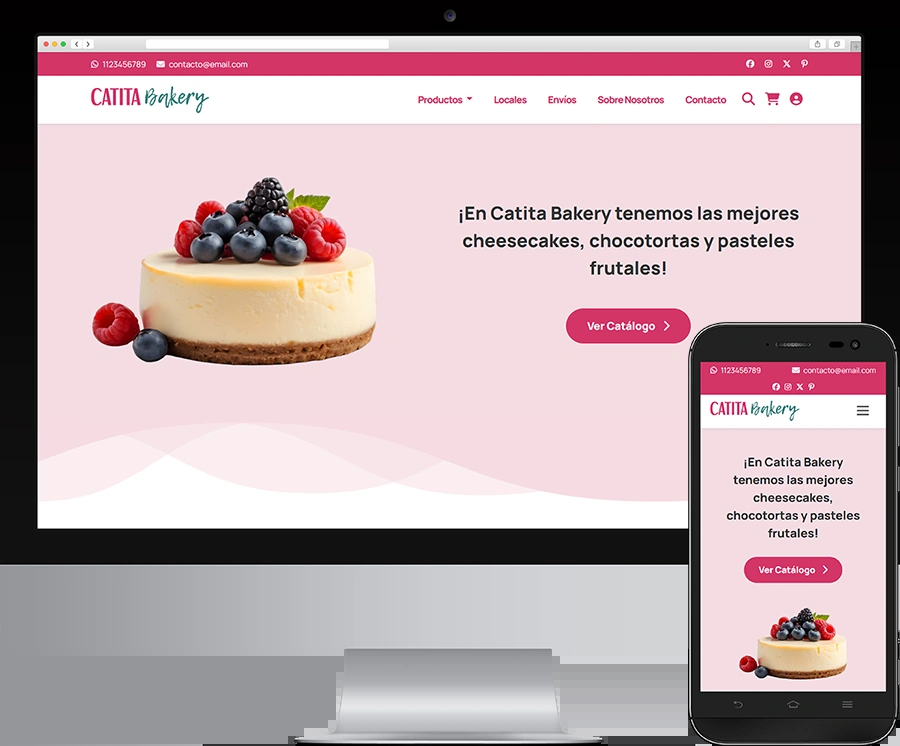 1123456789 contacto@email.com
CATITA Bakery
Productos Locales Envíos Sobre Nosotros Contacto
¡En Catita Bakery tenemos las mejores
cheesecakes, chocotortas y pasteles
frutales!
Ver Catálogo
1123456789 contacto@email.com
CATITA Bakery
¡En Catita Bakery
tenemos las mejores
cheesecakes,
chocotortas y pasteles
frutales!
Ver Catálogo